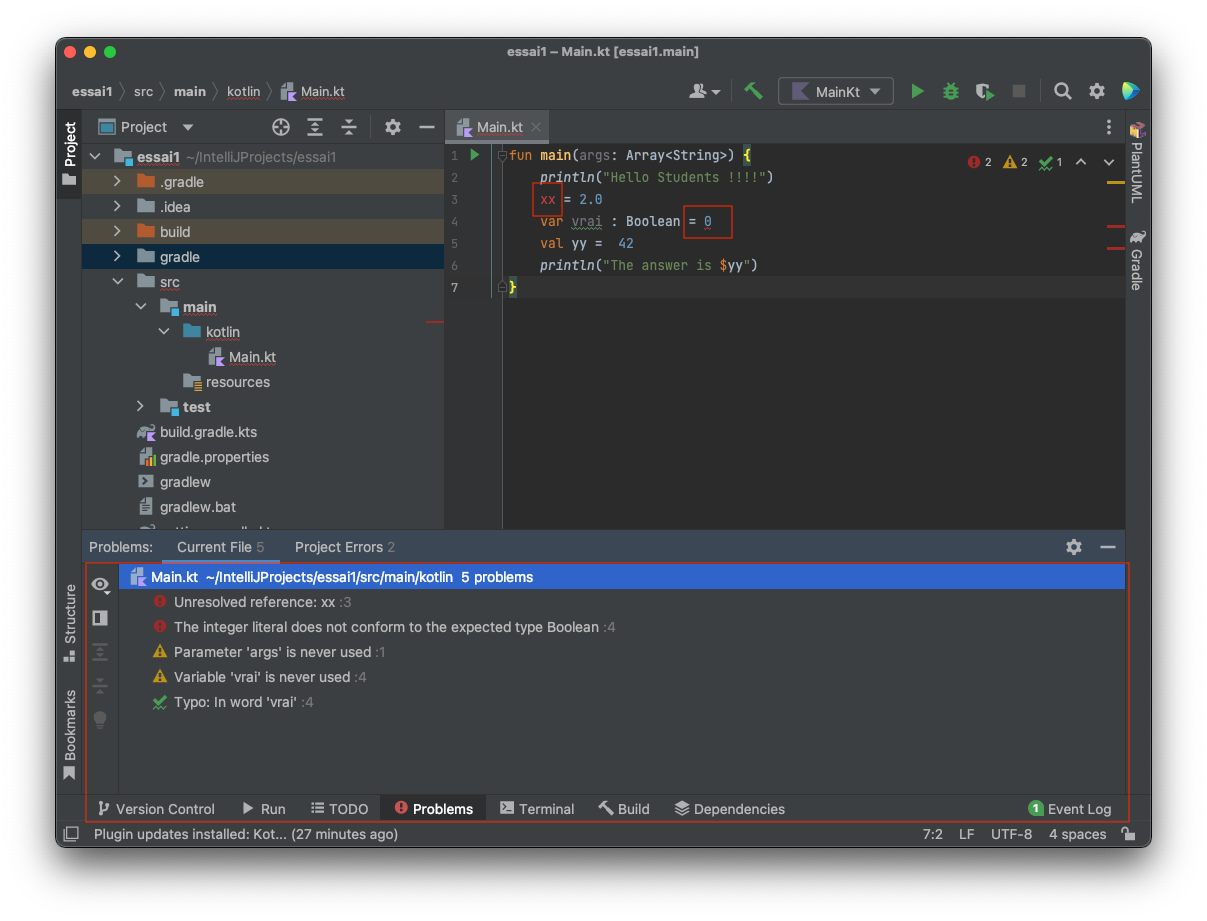 essai1 – Main.kt [essai1.main]
essai1 src main kotlin Main.kt
MainKt
Project
Project
Main.kt
essai1 ~/IntelliJProjects/essai1
.gradle
.idea
build
gradle
src
main
kotlin
Main.kt
resources
test
build.gradle.kts
gradle.properties
gradlew
gradlew.bat
1 fun main(args: Array<String>) {
2 println("Hello Students !!!!")
3 xx = 2.0
4 var vrai : Boolean = 0
5 val yy = 42
6 println("The answer is $yy")
7 }
2 2 1
PlantUML
Gradle
Problems: Current File 5 Project Errors 2
Main.kt ~/IntelliJProjects/essai1/src/main/kotlin 5 problems
Unresolved reference: xx :3
The integer literal does not conform to the expected type Boolean :4
Parameter 'args' is never used :1
Variable 'vrai' is never used :4
Typo: In word 'vrai' :4
Structure
Bookmarks
Version Control Run TODO Problems Terminal Build Dependencies 1 Event Log
Plugin updates installed: Kot... (27 minutes ago) 7:2 LF UTF-8 4 spaces